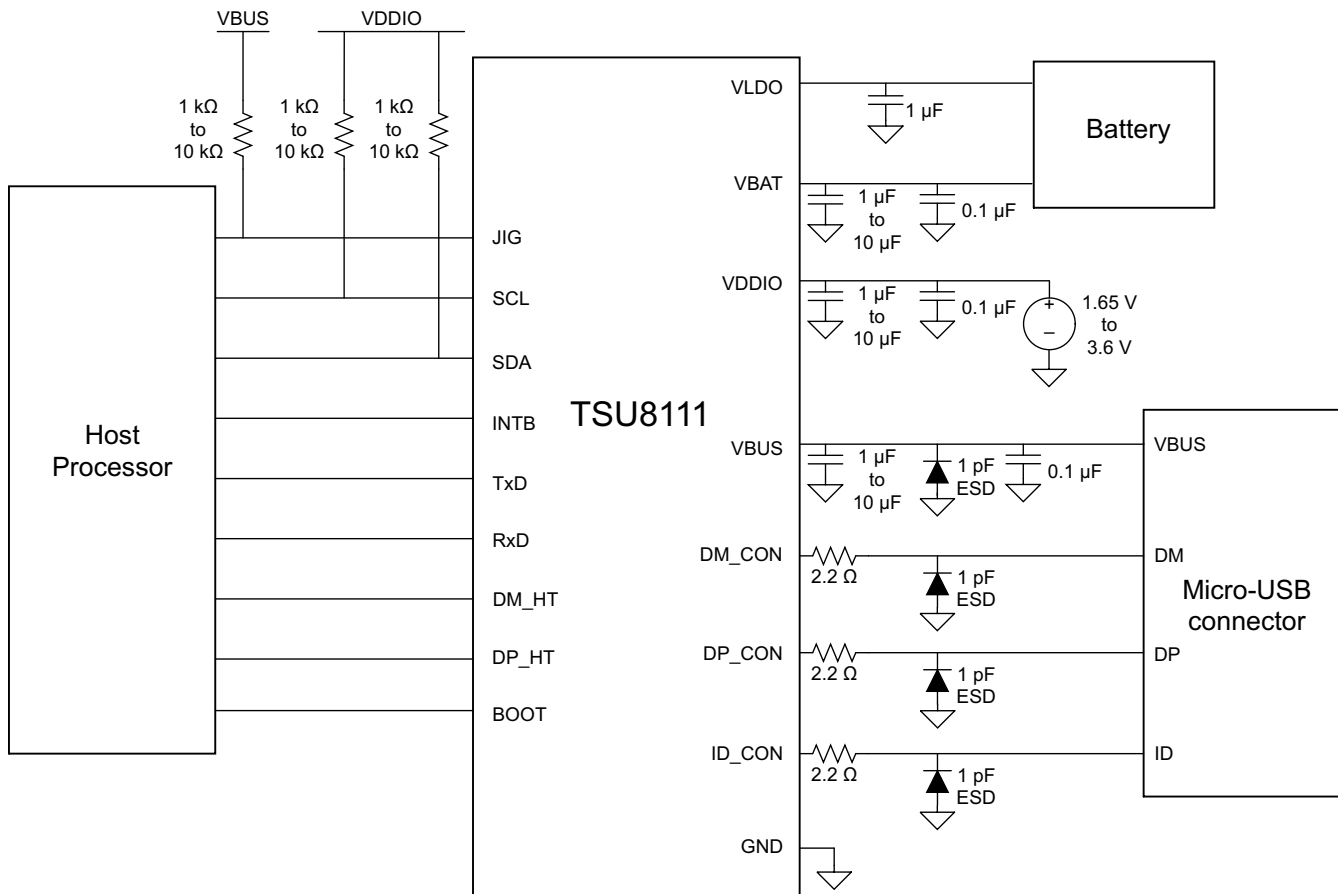 VBUS
VDDIO
1 kΩ
to
10 kΩ
1 kΩ
to
10 kΩ
1 kΩ
to
10 kΩ
Host
Processor
JIG
SCL
SDA
INTB
TxD
RxD
DM_HT
DP_HT
BOOT
TSU8111
VLDO
VBAT
VDDIO
VBUS
DM_CON
DP_CON
ID_CON
GND
1 µF
Battery
1 µF
to
10 µF
0.1 µF
1 µF
to
10 µF
0.1 µF
+
–
1.65 V
to
3.6 V
1 µF
to
10 µF
1 pF
ESD
0.1 µF
2.2 Ω
1 pF
ESD
2.2 Ω
1 pF
ESD
2.2 Ω
1 pF
ESD
VBUS
DM
Micro-USB
connector
DP
ID